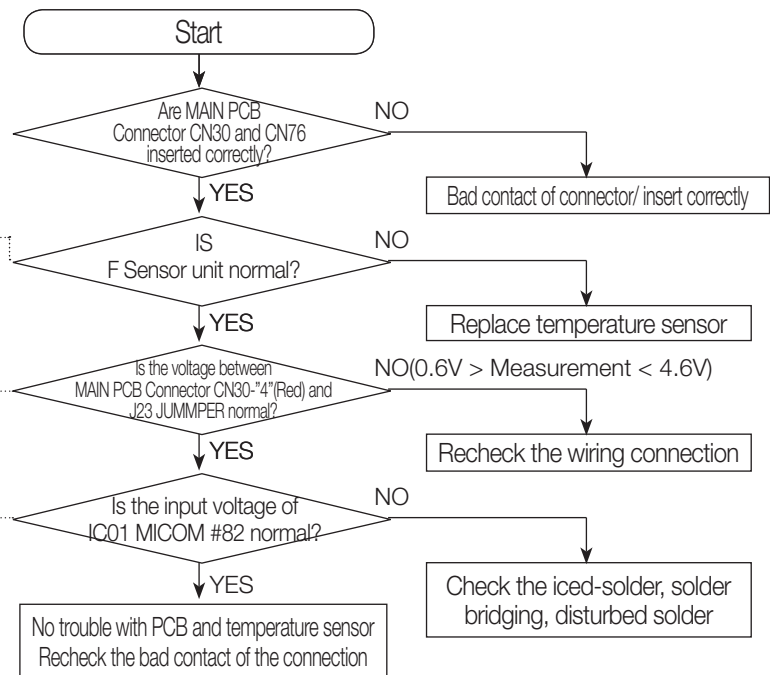 Start
Are MAIN PCB
Connector CN30 and CN76
inserted correctly?
NO
Bad contact of connector/ insert correctly
YES
IS
F Sensor unit normal?
NO
Replace temperature sensor
YES
Is the voltage between
MAIN PCB Connector CN30-"4"(Red) and
J23 JUMMPER normal?
NO(0.6V > Measurement < 4.6V)
Recheck the wiring connection
YES
Is the input voltage of
IC01 MICOM #82 normal?
NO
Check the iced-solder, solder
bridging, disturbed solder
YES
No trouble with PCB and temperature sensor
Recheck the bad contact of the connection